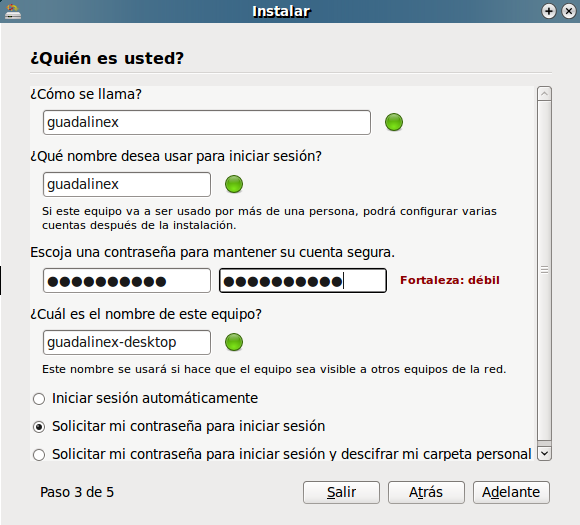 Instalar
¿Quién es usted?
¿Cómo se llama?
guadalinex
¿Qué nombre desea usar para iniciar sesión?
guadalinex
Si este equipo va a ser usado por más de una persona, podrá configurar varias
cuentas después de la instalación.
Escoja una contraseña para mantener su cuenta segura.
●●●●●●●●●● ●●●●●●●●●● Fortaleza: débil
¿Cuál es el nombre de este equipo?
guadalinex-desktop
Este nombre se usará si hace que el equipo sea visible a otros equipos de la red.
Iniciar sesión automáticamente
Solicitar mi contraseña para iniciar sesión
Solicitar mi contraseña para iniciar sesión y descifrar mi carpeta personal
Paso 3 de 5 Salir Atrás Adelante